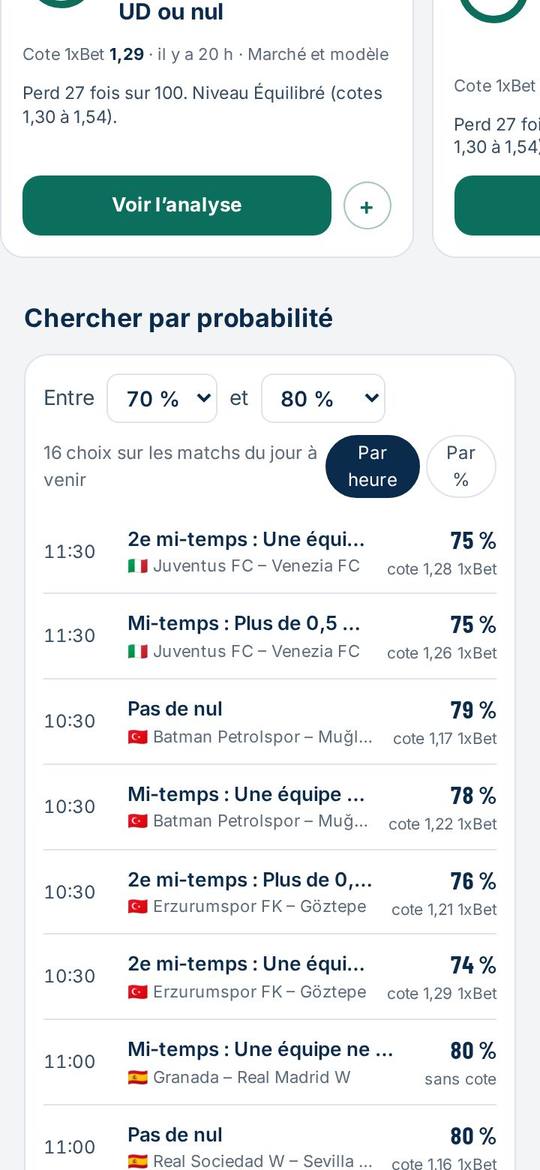 UD ou nul
Cote 1xBet 1,29 · il y a 20 h · Marché et modèle
Perd 27 fois sur 100. Niveau Équilibré (cotes
1,30 à 1,54).
Voir l’analyse
+
Cote 1xBet
Perd 27 foi
1,30 à 1,54
Chercher par probabilité
Entre 70 % et 80 %
16 choix sur les matchs du jour à
venir
Par
heure
Par
%
11:30 2e mi-temps : Une équi... 75 %
Juventus FC – Venezia FC cote 1,28 1xBet
11:30 Mi-temps : Plus de 0,5 ... 75 %
Juventus FC – Venezia FC cote 1,26 1xBet
10:30 Pas de nul 79 %
Batman Petrolspor – Muğl... cote 1,17 1xBet
10:30 Mi-temps : Une équipe ... 78 %
Batman Petrolspor – Muğ... cote 1,22 1xBet
10:30 2e mi-temps : Plus de 0,... 76 %
Erzurumspor FK – Göztepe cote 1,21 1xBet
10:30 2e mi-temps : Une équi... 74 %
Erzurumspor FK – Göztepe cote 1,29 1xBet
11:00 Mi-temps : Une équipe ne ... 80 %
Granada – Real Madrid W sans cote
11:00 Pas de nul 80 %
Real Sociedad W – Sevilla ... cote 1,16 1xBet